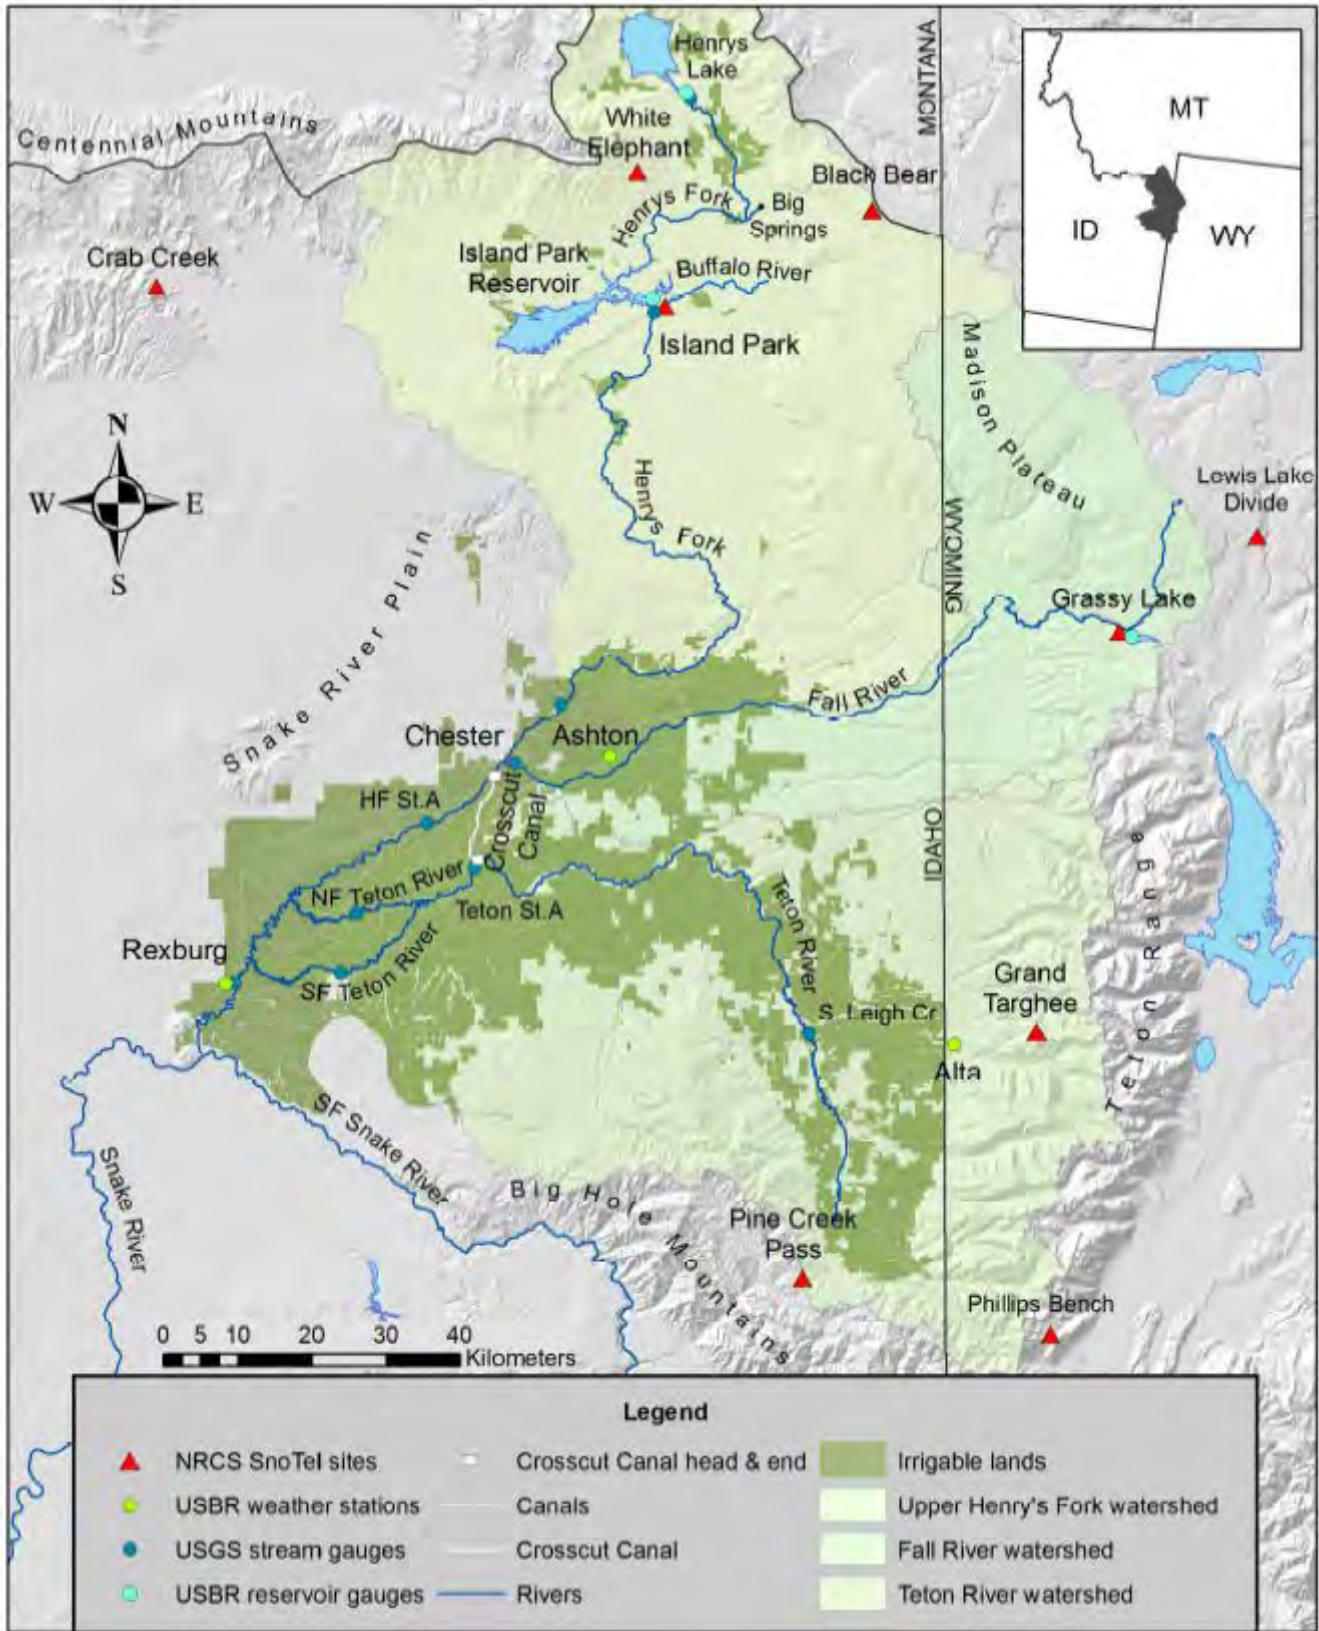 Henrys
Lake
MONTANA
MT
ID
WY
Centennial Mountains
White
Elephant
Black Bear
Henrys Fork
Big
Springs
Crab Creek
Island Park
Reservoir
Buffalo River
Island Park
Madison Plateau
N
W
E
S
Henrys Fork
Lewis Lake
Divide
WYOMING
Grassy Lake
Snake River Plain
Fall River
Chester
Ashton
HF St.A
Crosscut
Canal
IDAHO
NF Teton River
Teton St.A
Teton River
Teton Range
Rexburg
SF Teton River
Grand
Targhee
S. Leigh Cr
Alta
SF Snake River
Snake River
Big Hole Mountains
Pine Creek
Pass
Phillips Bench
0 5 10 20 30 40
Kilometers
Legend
NRCS SnoTel sites
USBR weather stations
USGS stream gauges
USBR reservoir gauges
Crosscut Canal head & end
Canals
Crosscut Canal
Rivers
Irrigable lands
Upper Henry's Fork watershed
Fall River watershed
Teton River watershed